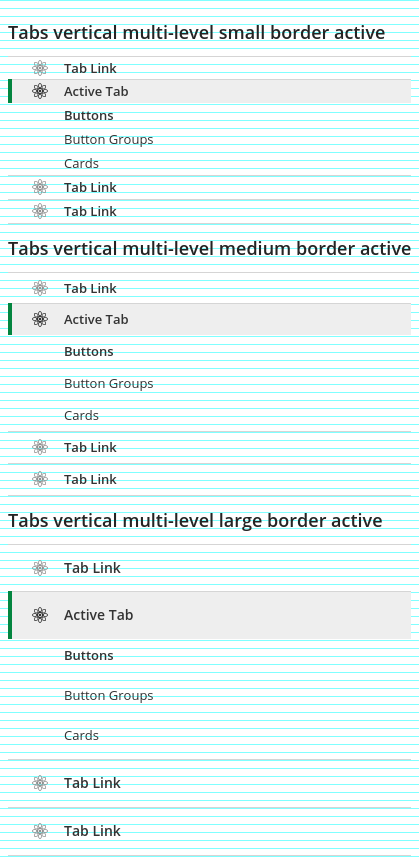 Tabs vertical multi-level small border active
Tab Link
Active Tab
Buttons
Button Groups
Cards
Tab Link
Tab Link
Tabs vertical multi-level medium border active
Tab Link
Active Tab
Buttons
Button Groups
Cards
Tab Link
Tab Link
Tabs vertical multi-level large border active
Tab Link
Active Tab
Buttons
Button Groups
Cards
Tab Link
Tab Link